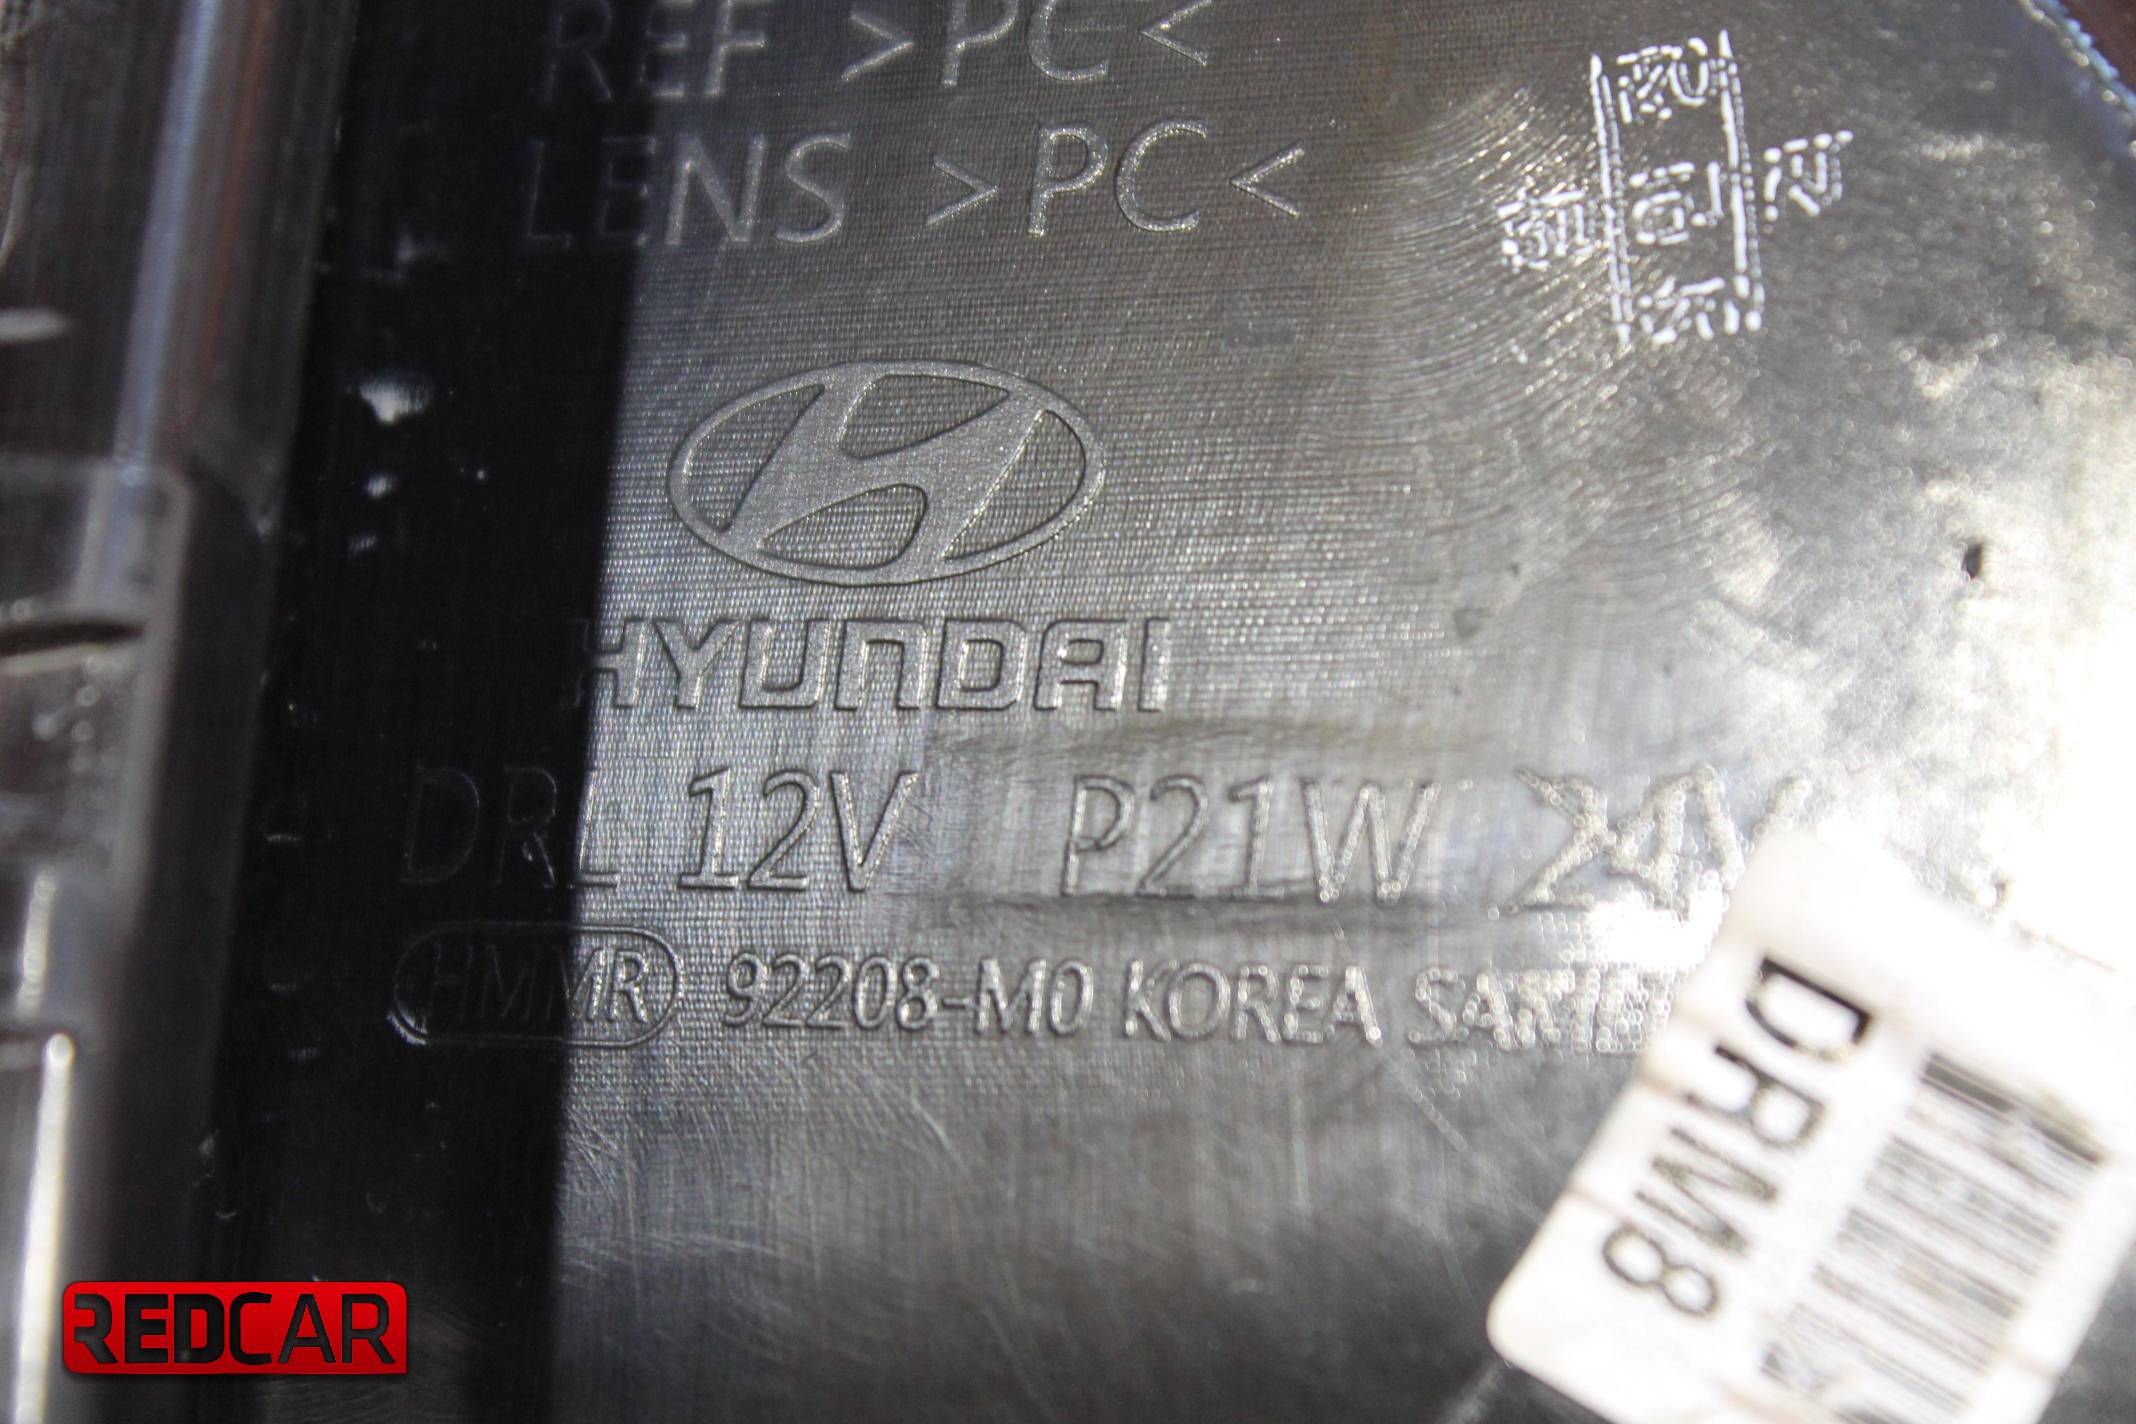 REF >PC<
LENS >PC<
HYUNDAI
DRL 12V P21W 24V
HMMR 92208-M0 KOREA
DRM8
REDCAR